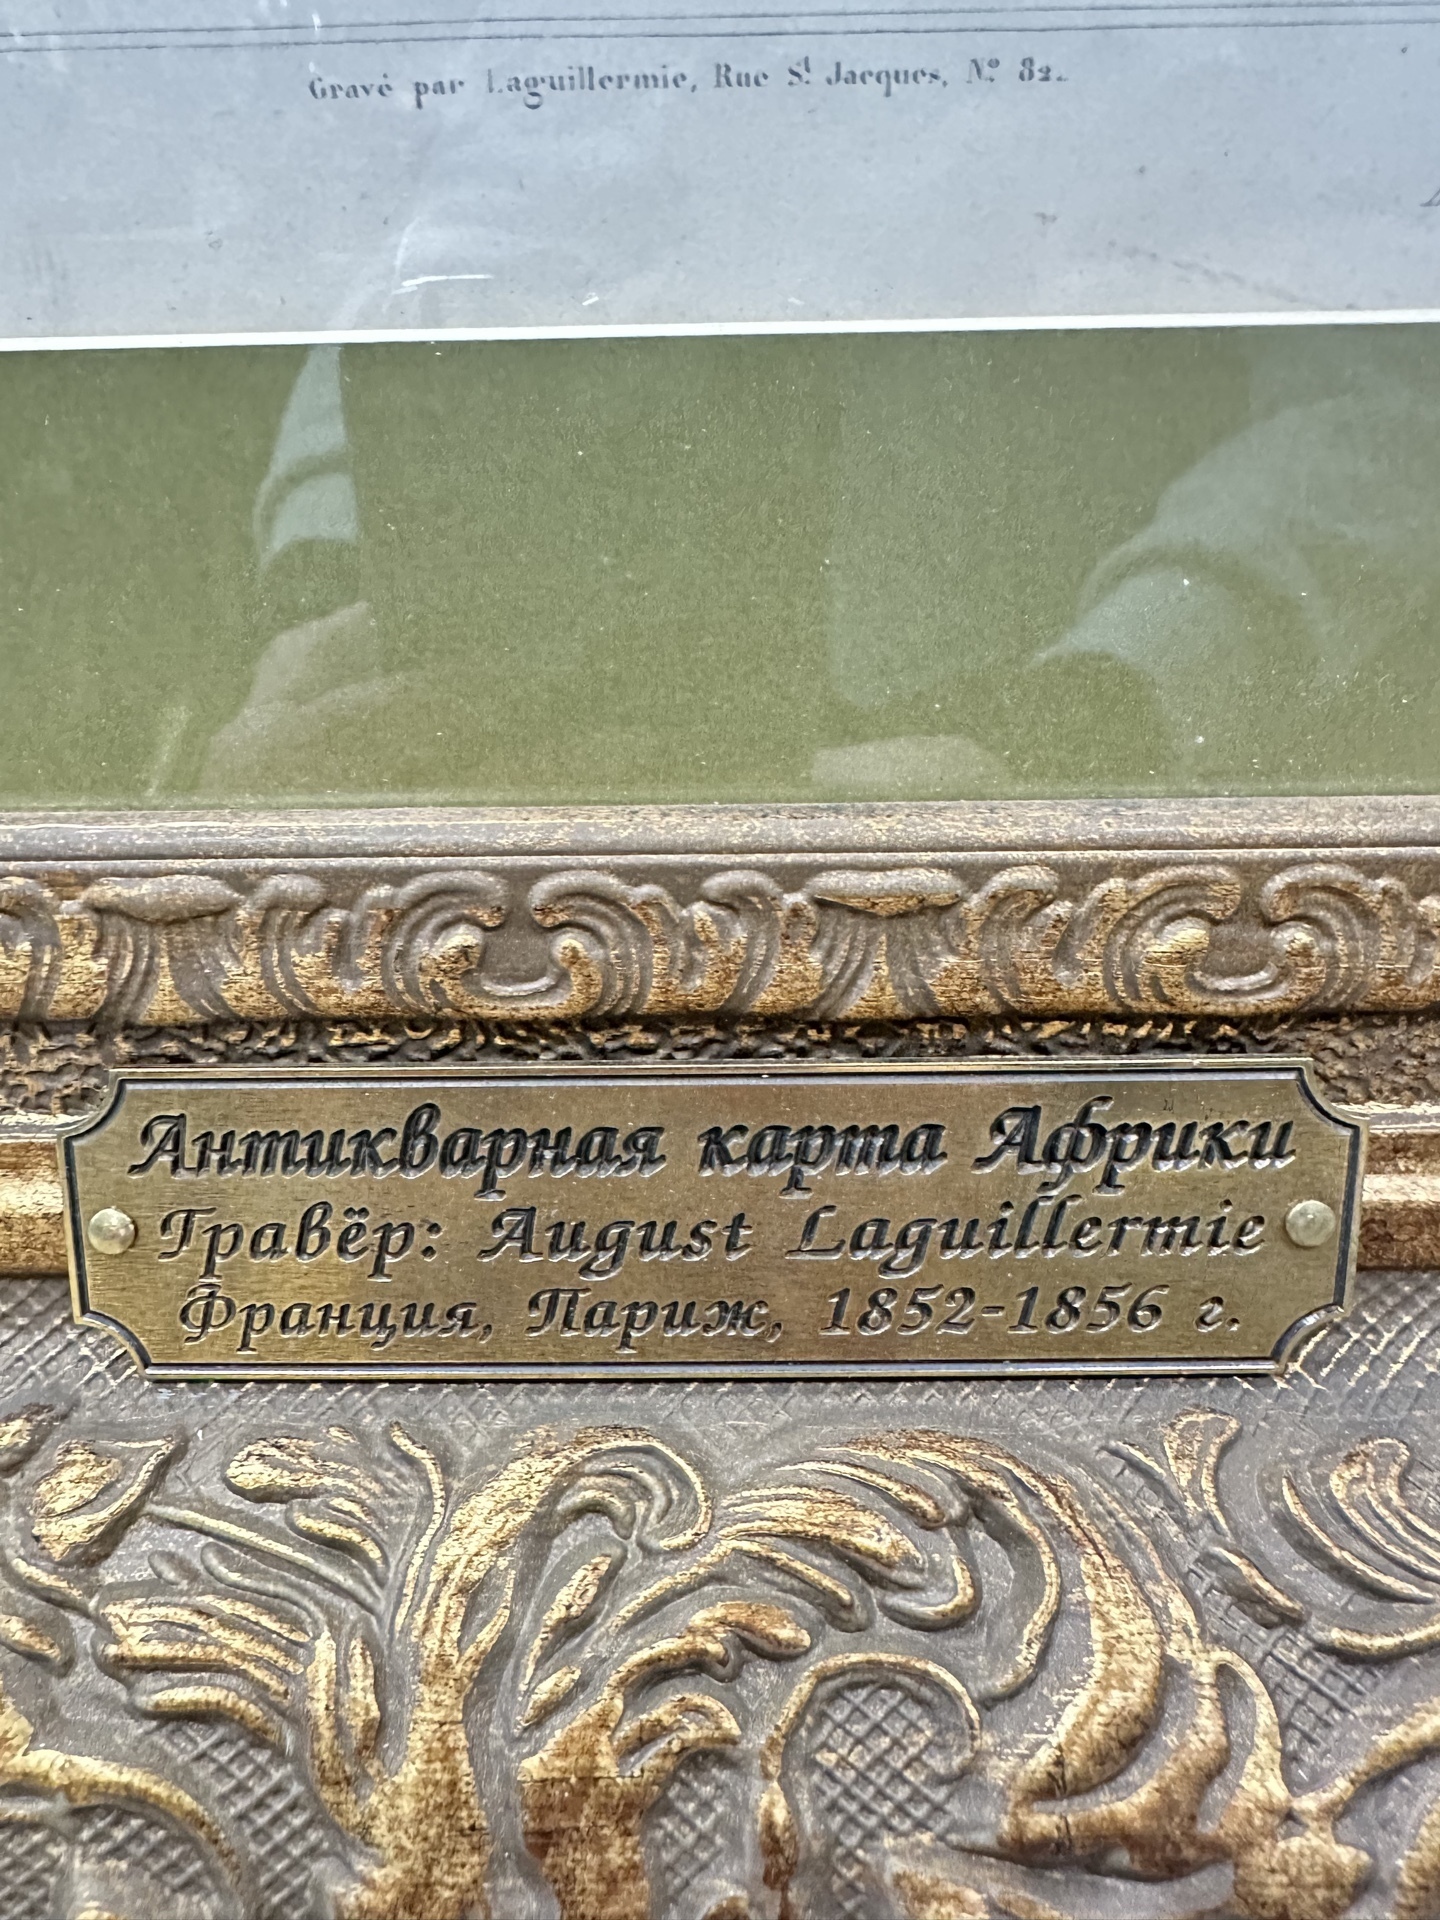 Gravé par Laguillermie, Rue St. Jacques, No. 82.
Антикварная карта Африки
Гравёр: August Laguillermie
Франция, Париж, 1852-1856 г.